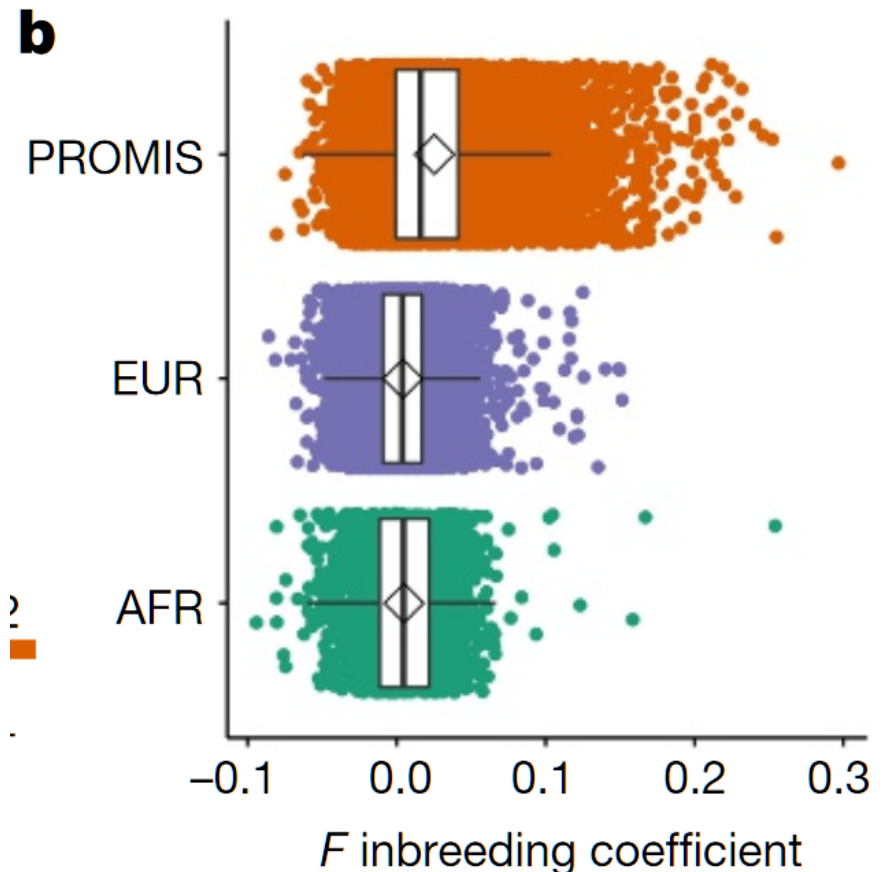 b
PROMIS
EUR
AFR
−0.1 0.0 0.1 0.2 0.3
F inbreeding coefficient